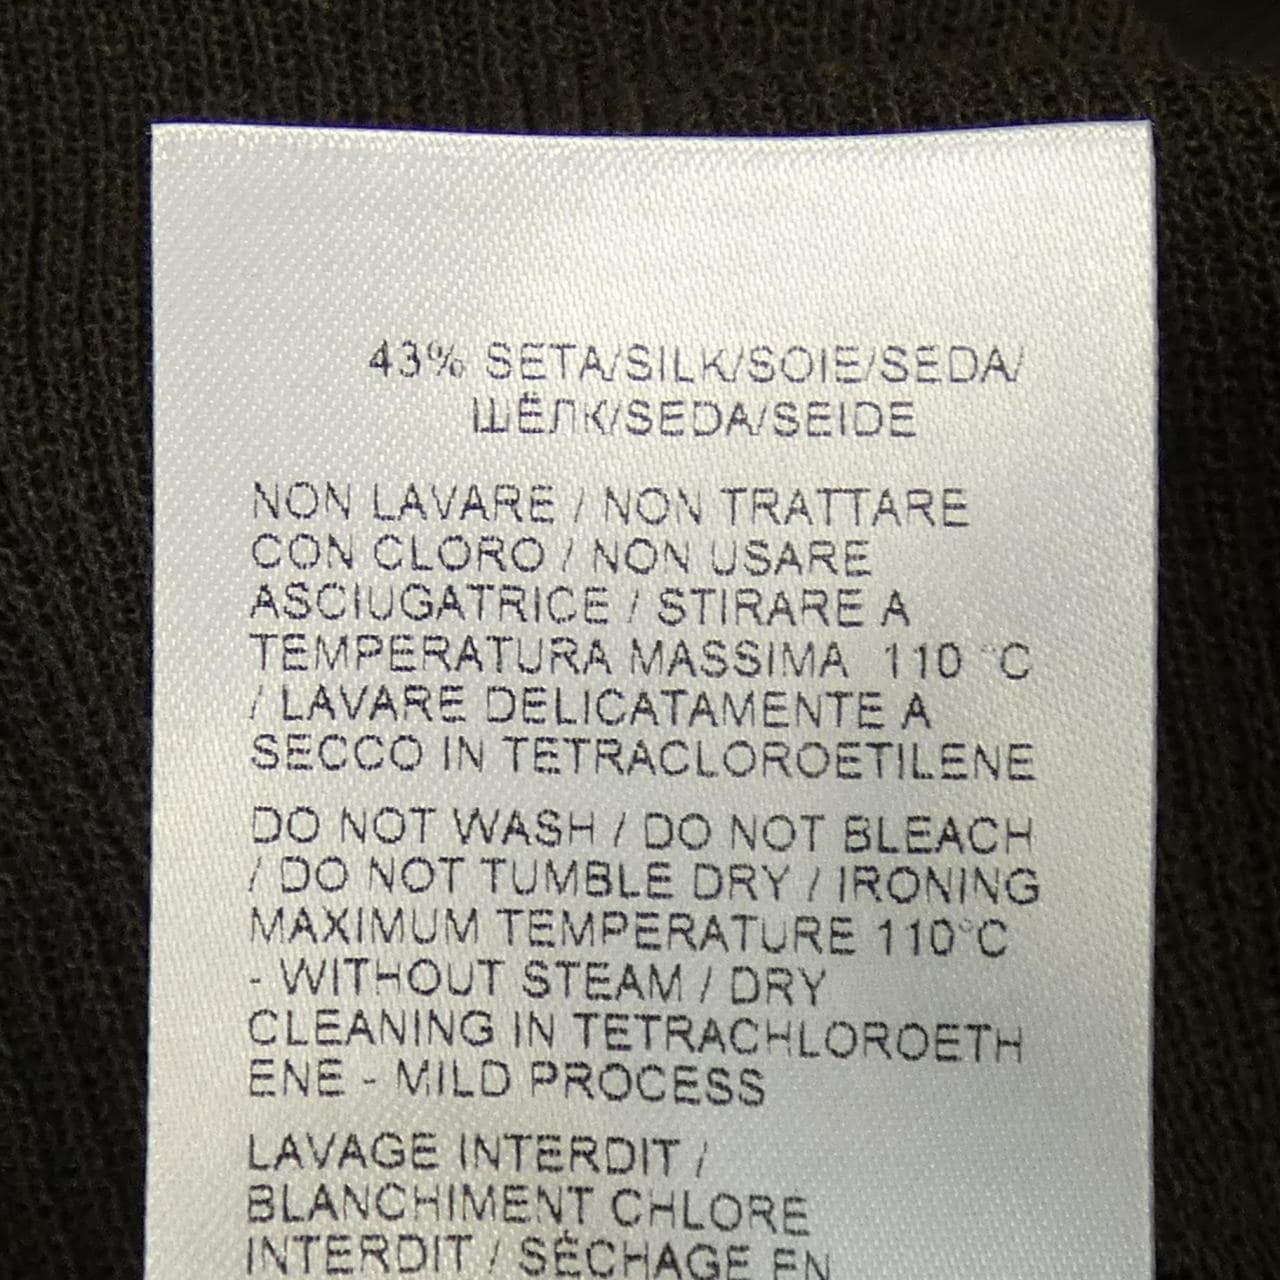 43% SETA/SILK/SOIE/SEDA/
ШЁЛК/SEDA/SEIDE
NON LAVARE / NON TRATTARE
CON CLORO / NON USARE
ASCIUGATRICE / STIRARE A
TEMPERATURA MASSIMA 110 °C
/ LAVARE DELICATAMENTE A
SECCO IN TETRACLOROETILENE
DO NOT WASH / DO NOT BLEACH
/ DO NOT TUMBLE DRY / IRONING
MAXIMUM TEMPERATURE 110°C
- WITHOUT STEAM / DRY
CLEANING IN TETRACHLOROETH
ENE - MILD PROCESS
LAVAGE INTERDIT /
BLANCHIMENT CHLORE
INTERDIT / SÉCHAGE EN